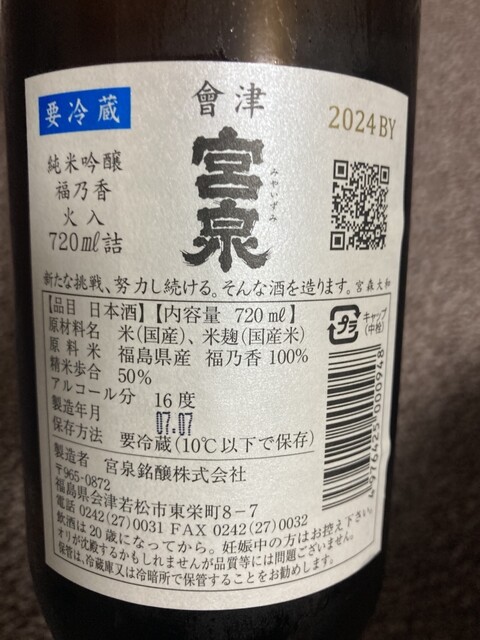 要冷蔵
會津
2024BY
純米吟醸
福乃香
火入
720㎖詰
宮泉
みやいずみ
新たな挑戦、努力し続ける。そんな酒を造ります。宮森大和
【品目 日本酒】【内容量 720㎖】
原材料名 米(国産)、米麹(国産米)
原料米 福島県産 福乃香100%
精米歩合 50%
アルコール分 16度
製造年月 07.07
保存方法 要冷蔵(10℃以下で保存)
プラ
キャップ
(中栓)
4976425000948
製造者 宮泉銘醸株式会社
〒965-0872
福島県会津若松市東栄町8-7
電話 0242(27)0031 FAX 0242(27)0032
飲酒は20歳になってから。妊娠中の方はお控え下さい。
オリが沈殿するかもしれませんが品質等には問題ございません。
保管は、冷蔵庫又は冷暗所で保管することをお勧めします。